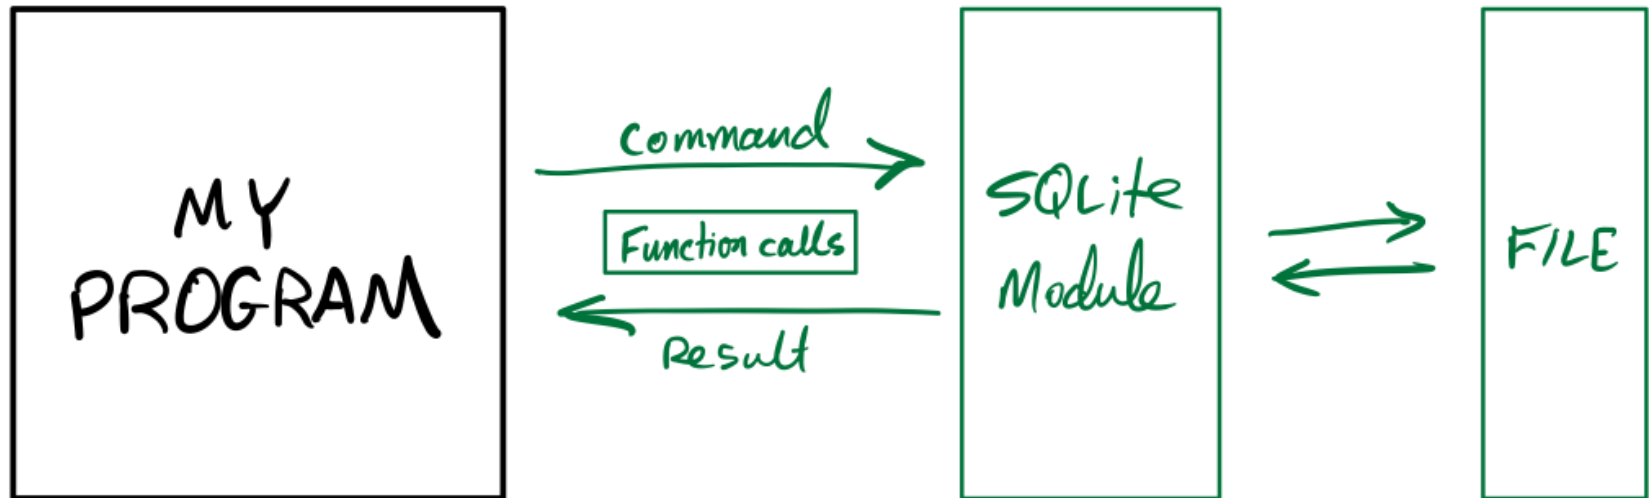 MY
PROGRAM
Command
Function calls
Result
SQLite
Module
FILE